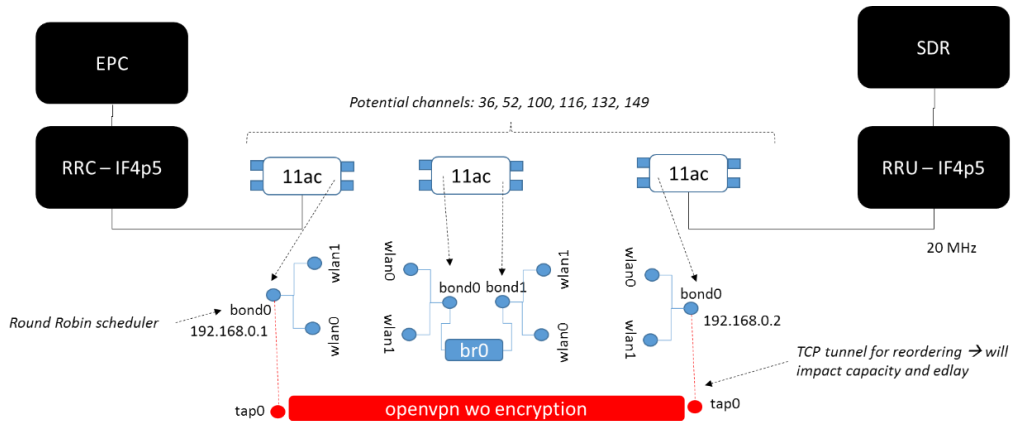 EPC
SDR
Potential channels: 36, 52, 100, 116, 132, 149
RRC – IF4p5
11ac
11ac
11ac
RRU – IF4p5
20 MHz
wlan1
wlan0
wlan1
wlan0
bond0
bond0
bond1
bond0
Round Robin scheduler
192.168.0.1
192.168.0.2
wlan0
wlan1
wlan0
wlan1
br0
TCP tunnel for reordering → will
impact capacity and edlay
tap0
openvpn wo encryption
tap0